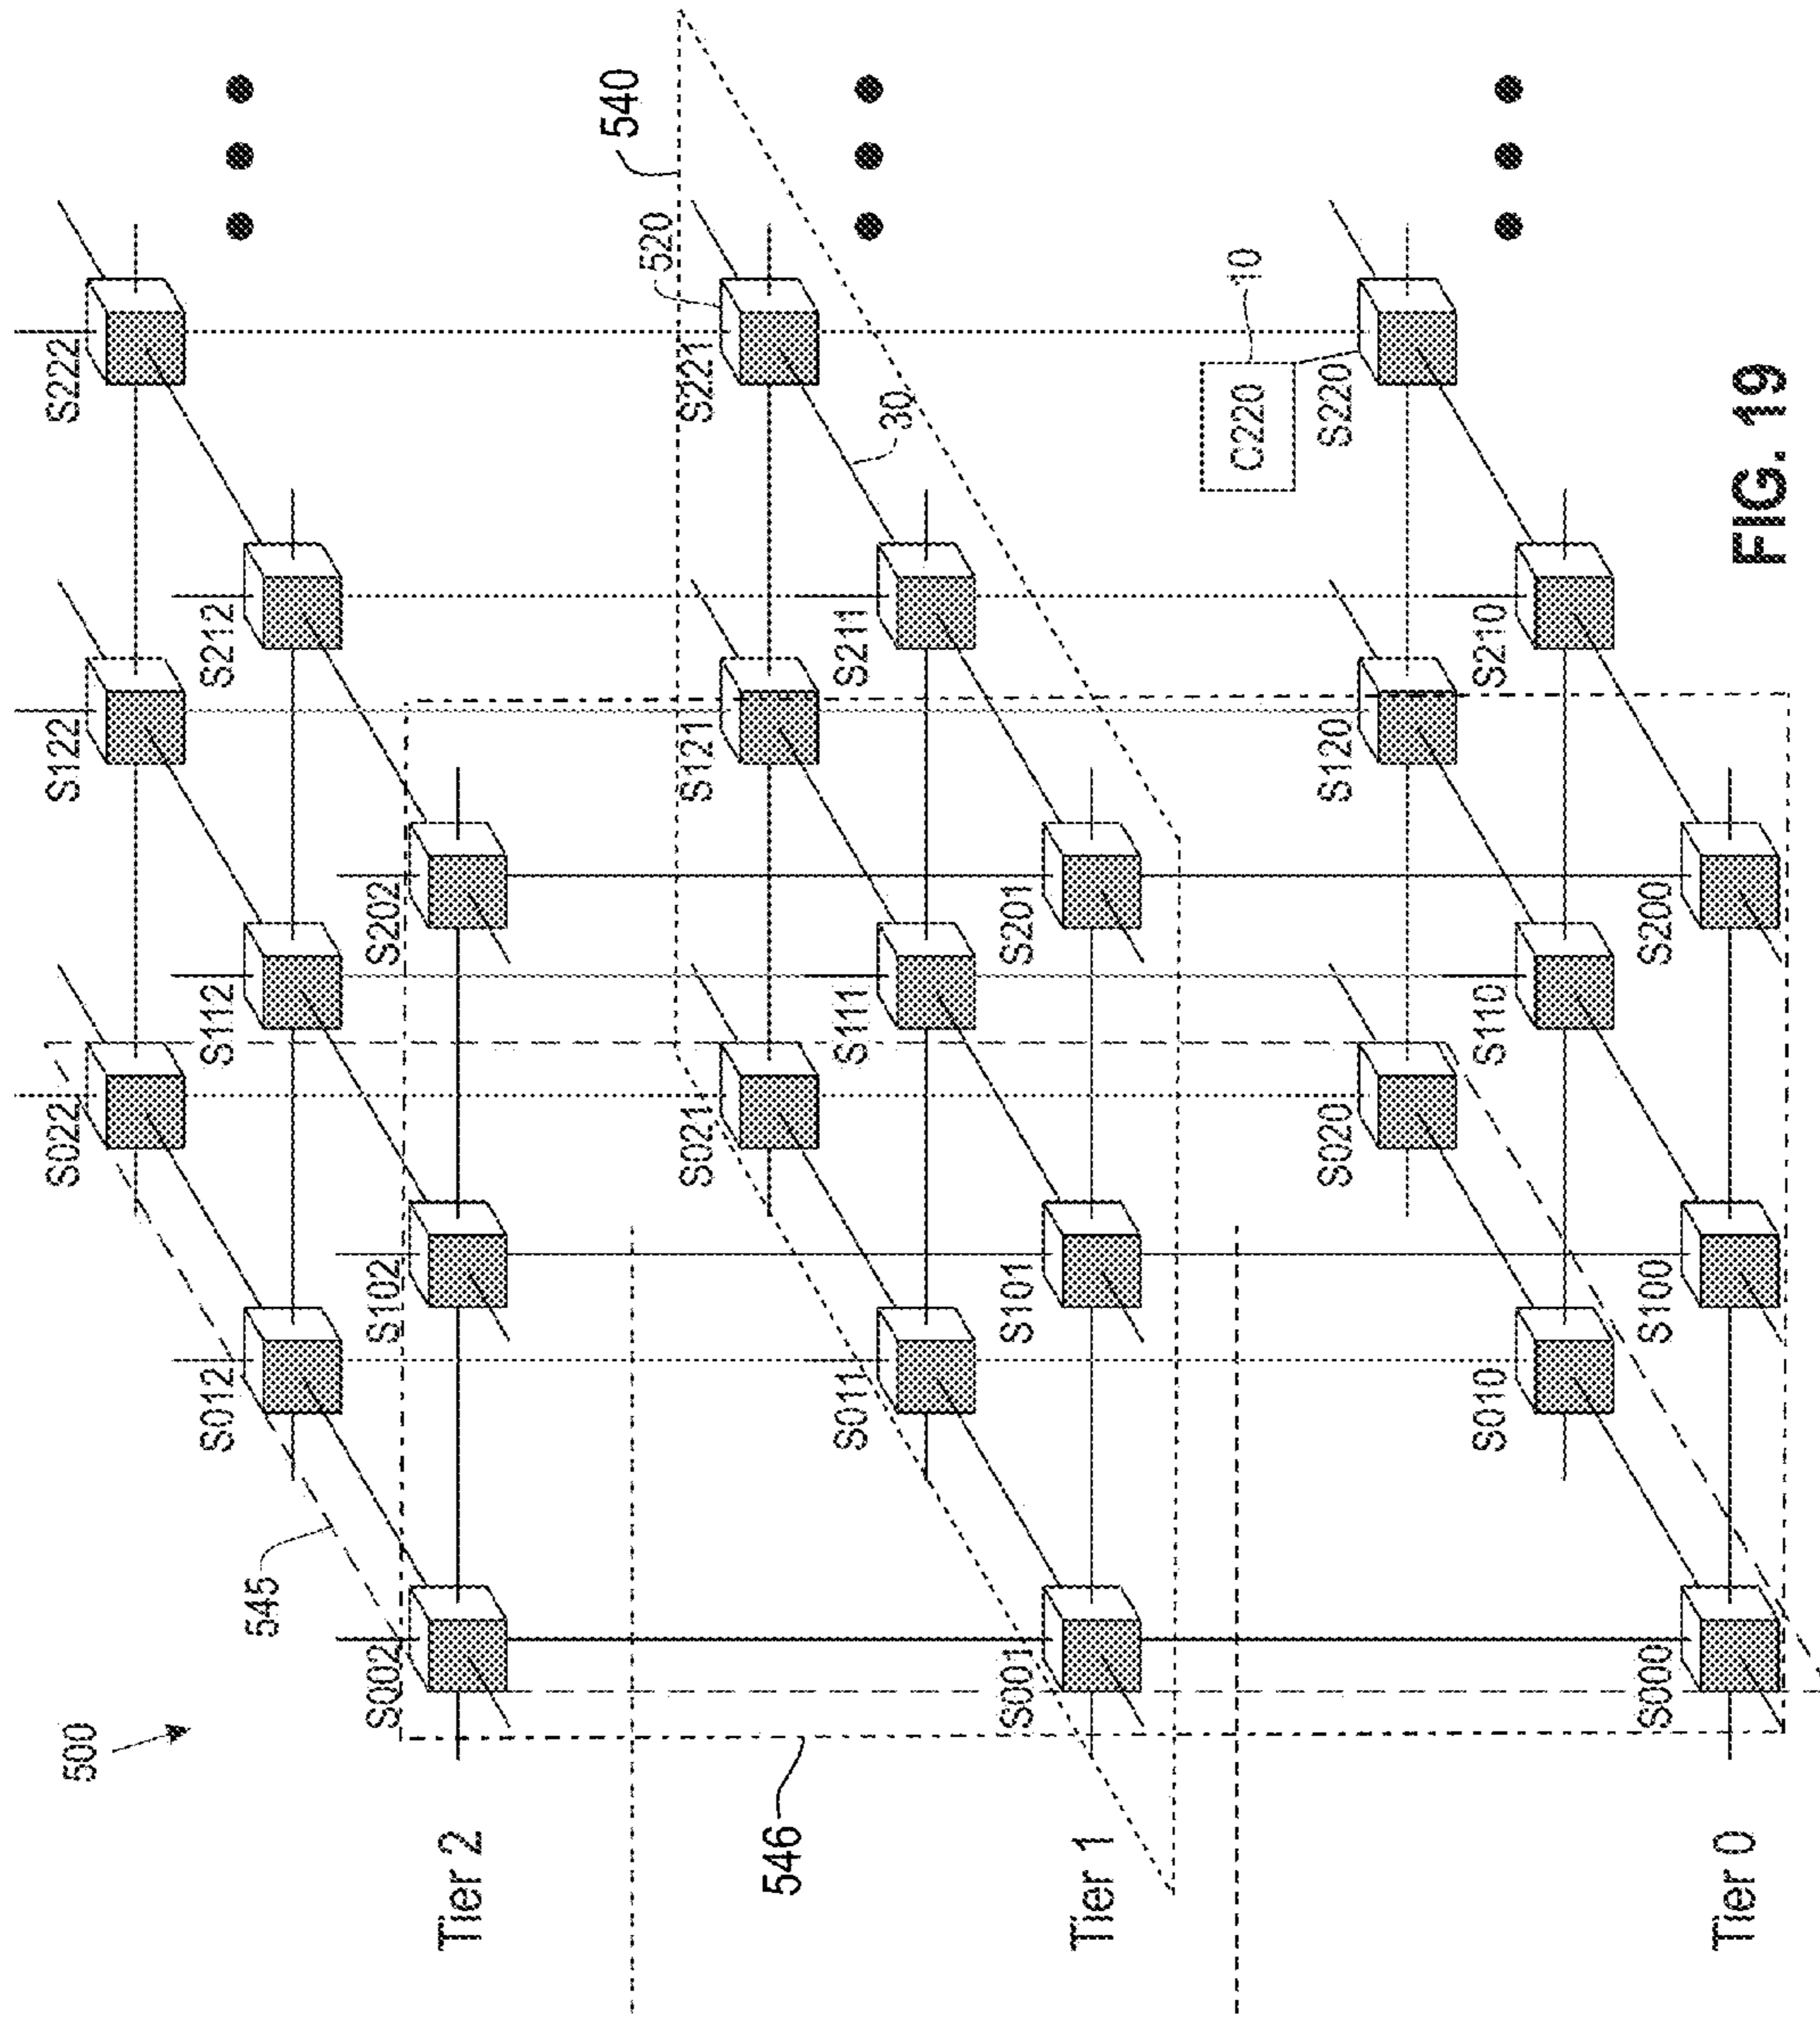 500
545
S022
S122
S222
S012
S112
S212
Tier 2
S002
S102
S202
540
520
546
S021
S121
S221
30
S011
S111
S211
Tier 1
S001
S101
S201
10
C220
S020
S120
S220
S010
S110
S210
Tier 0
S000
S100
S200
FIG. 19